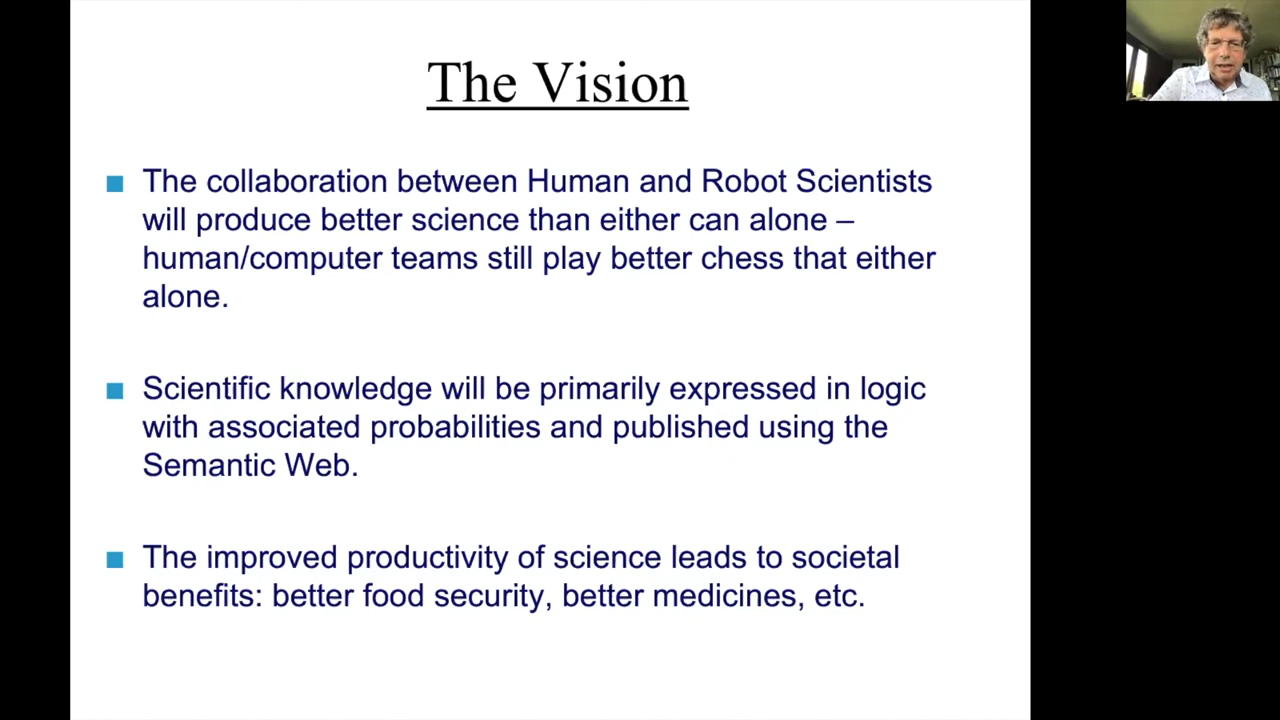 The Vision
The collaboration between Human and Robot Scientists
will produce better science than either can alone –
human/computer teams still play better chess that either
alone.
Scientific knowledge will be primarily expressed in logic
with associated probabilities and published using the
Semantic Web.
The improved productivity of science leads to societal
benefits: better food security, better medicines, etc.